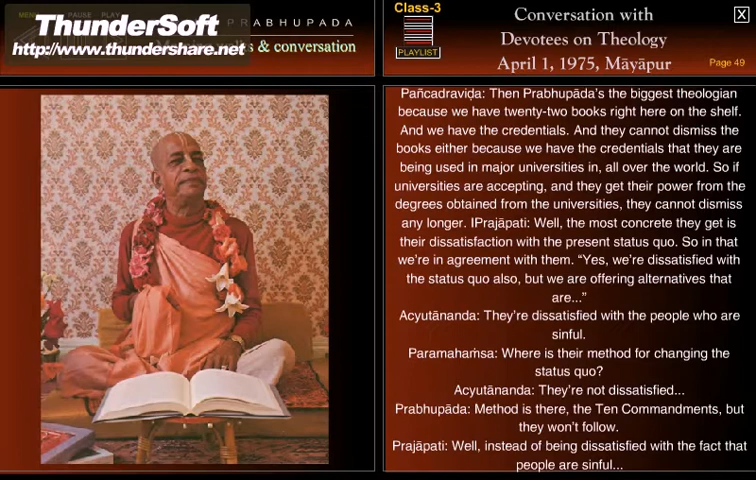 MENU PAUSE PLAY
PRABHUPADA
ThunderSoft
http://www.thundershare.net
& conversation
Class-3
PLAYLIST
Conversation with
Devotees on Theology
April 1, 1975, Māyāpur
Page 49
X
Pañcadraviḍa: Then Prabhupāda's the biggest theologian
because we have twenty-two books right here on the shelf.
And we have the credentials. And they cannot dismiss the
books either because we have the credentials that they are
being used in major universities in, all over the world. So if
universities are accepting, and they get their power from the
degrees obtained from the universities, they cannot dismiss
any longer. IPrajāpati: Well, the most concrete they get is
their dissatisfaction with the present status quo. So in that
we're in agreement with them. “Yes, we're dissatisfied with
the status quo also, but we are offering alternatives that
are...”
Acyutānanda: They're dissatisfied with the people who are
sinful.
Paramahaṁsa: Where is their method for changing the
status quo?
Acyutānanda: They're not dissatisfied...
Prabhupāda: Method is there, the Ten Commandments, but
they won't follow.
Prajāpati: Well, instead of being dissatisfied with the fact that
people are sinful...